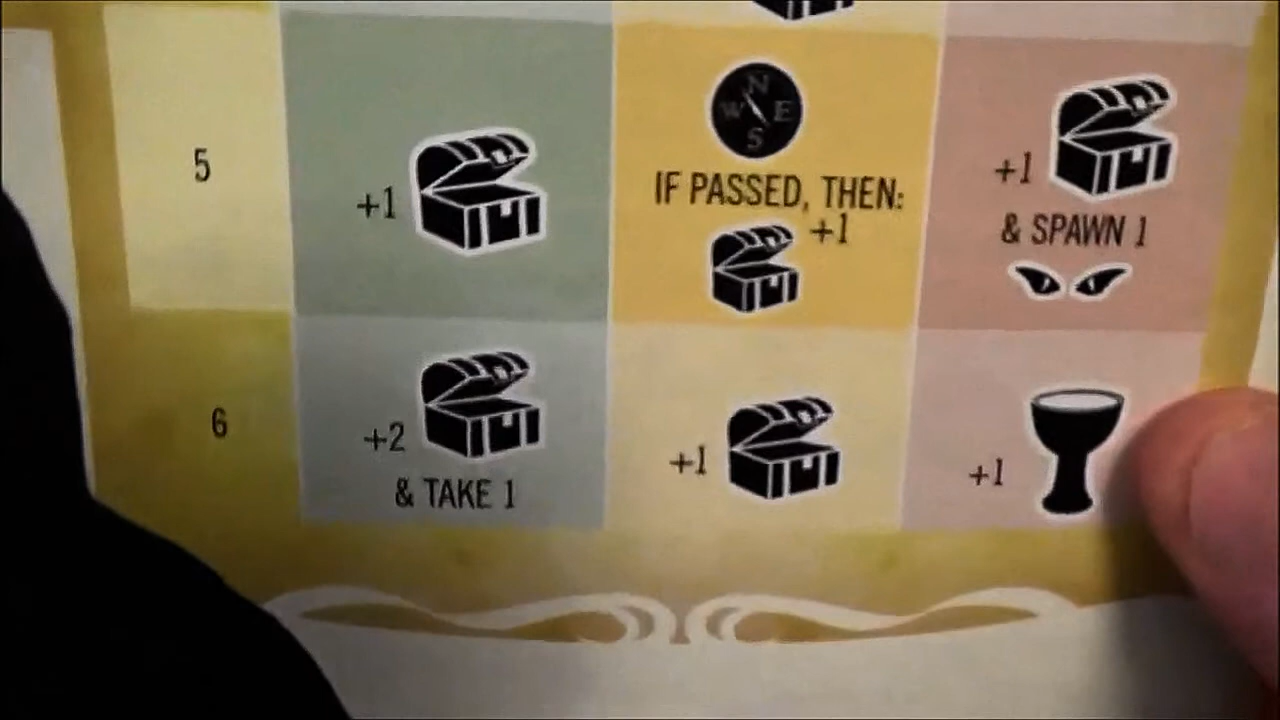 5
+1
N
W E
S
IF PASSED, THEN:
+1
+1
& SPAWN 1
6
+2
& TAKE 1
+1
+1